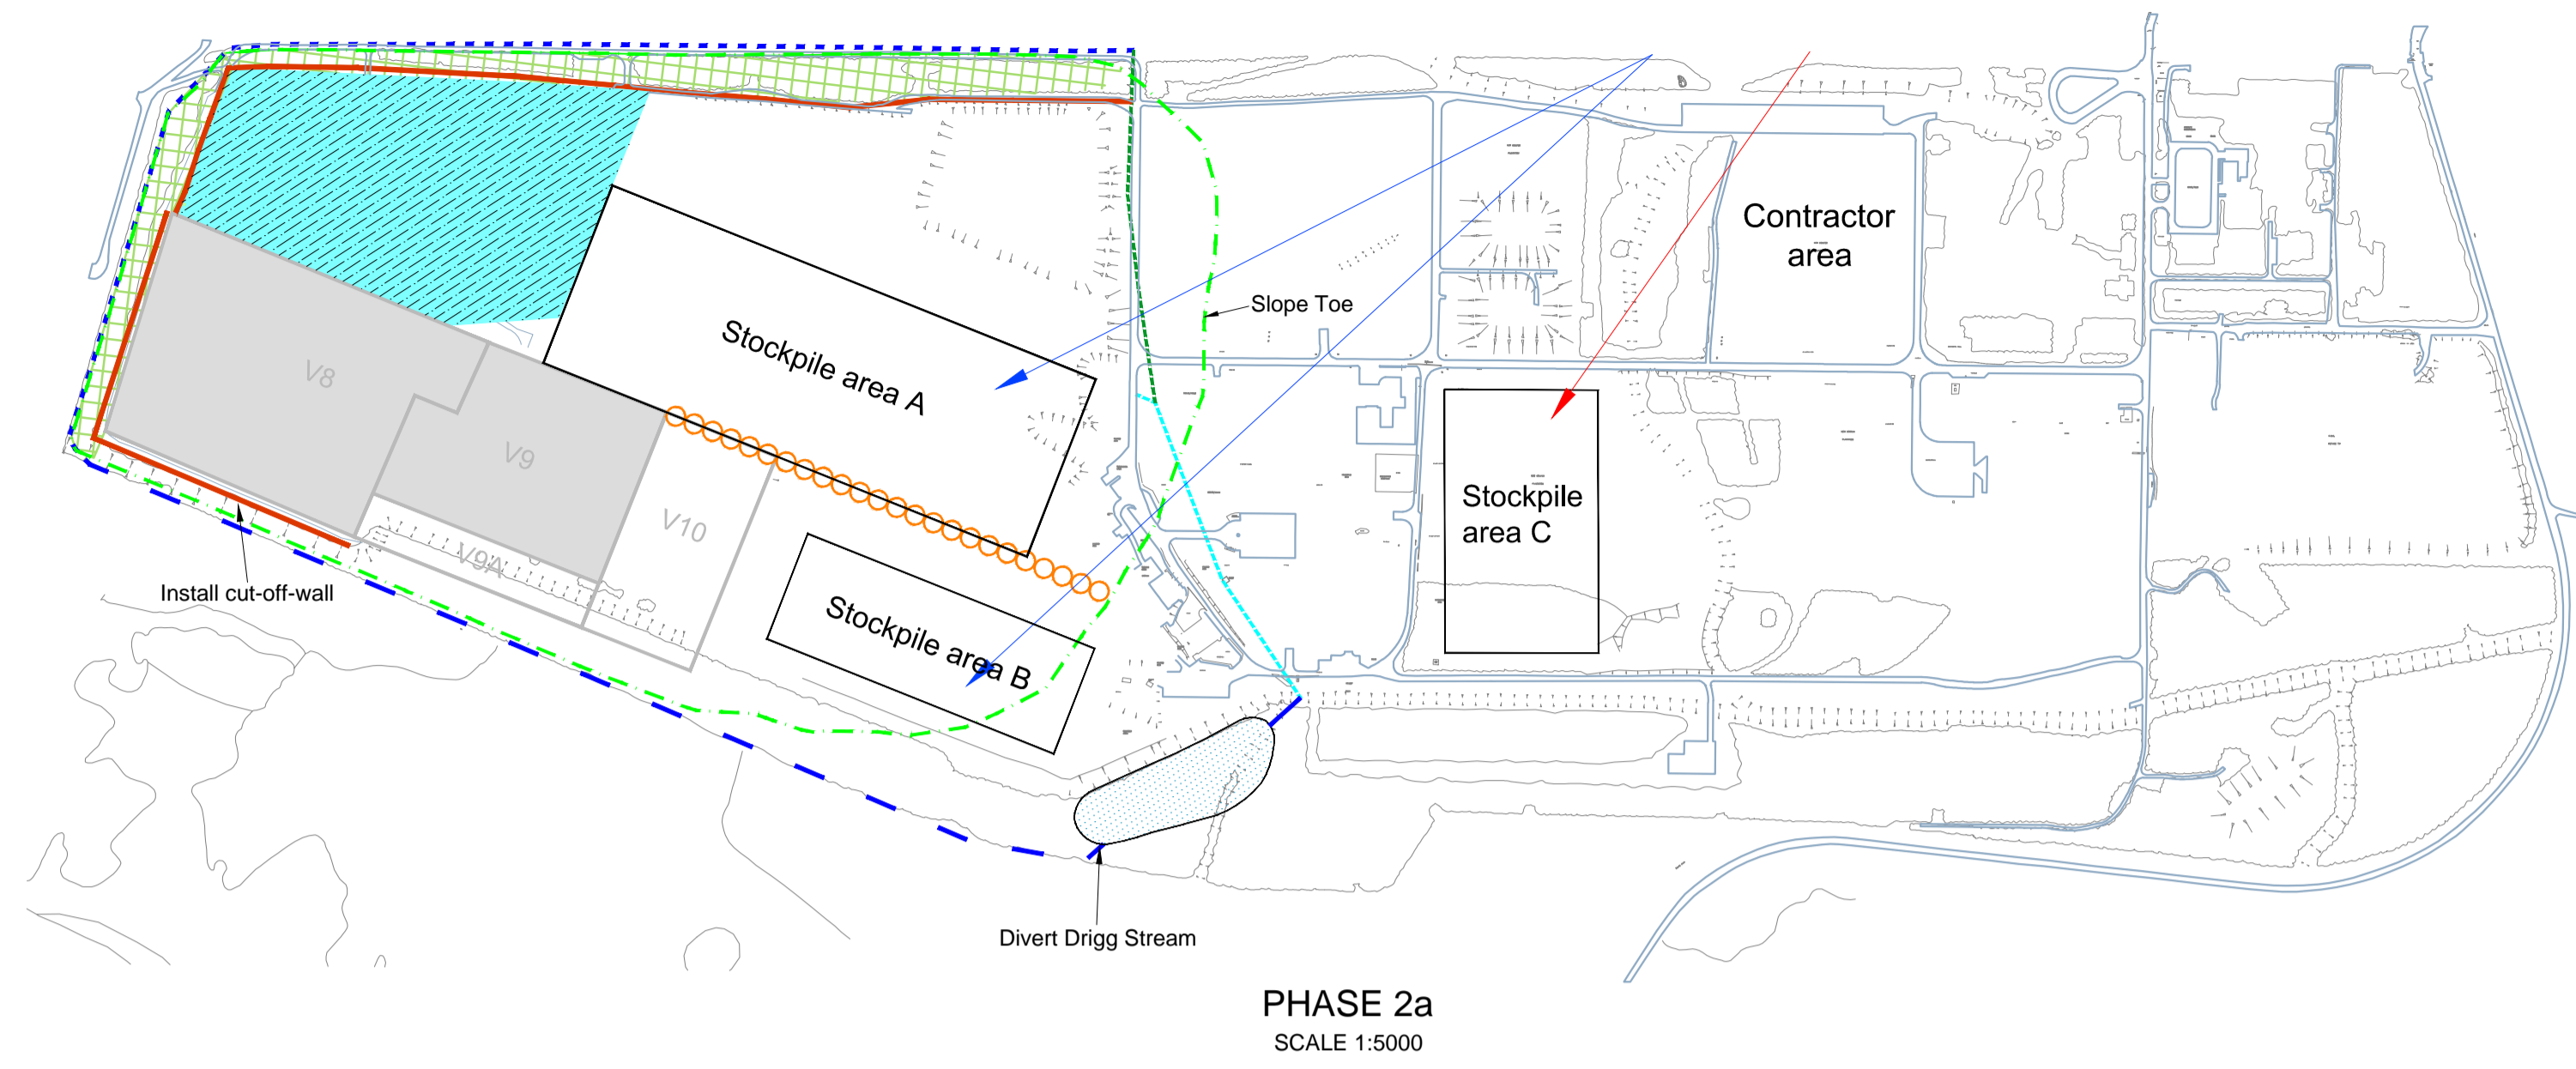 Contractor
area
Slope Toe
Stockpile area A
V8
V9
Stockpile
area C
V10
V9A
Install cut-off-wall
Stockpile area B
Divert Drigg Stream
PHASE 2a
SCALE 1:5000